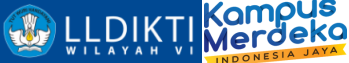 LLDIKTI
WILAYAH VI
Kampus
Merdeka
INDONESIA JAYA